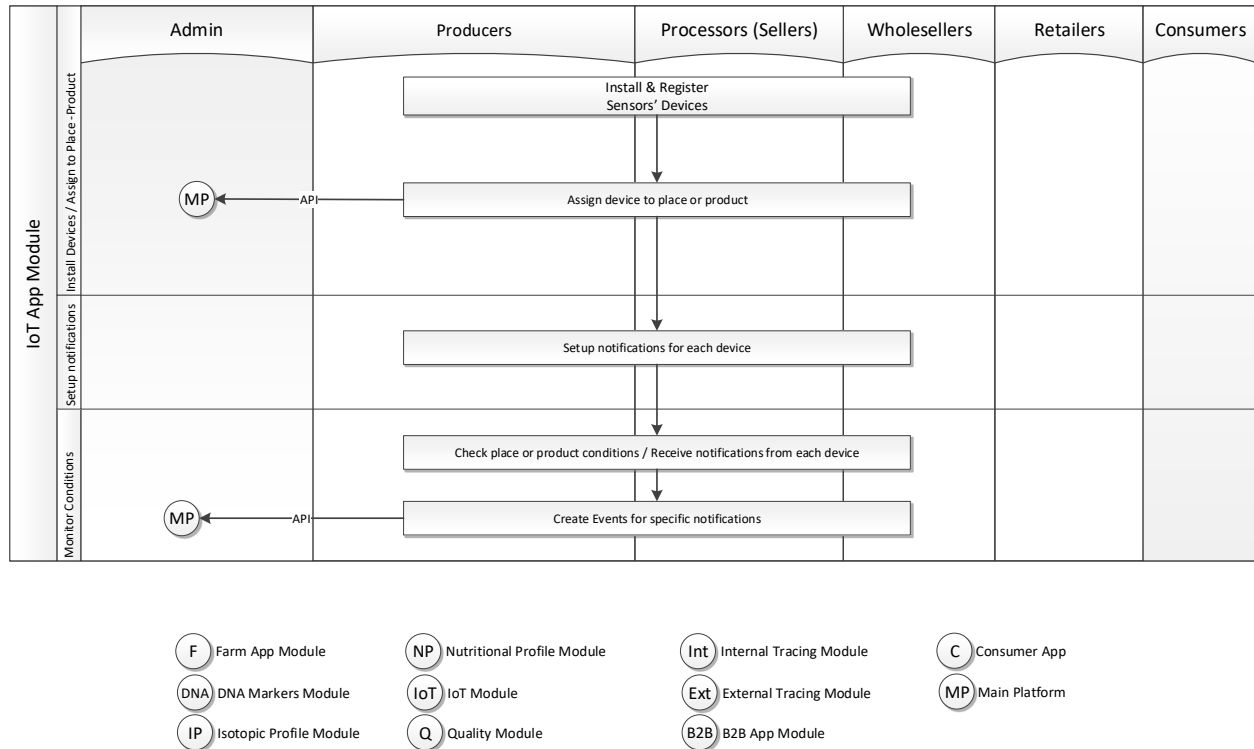 Admin
Producers
Processors (Sellers)
Wholesellers
Retailers
Consumers
IoT App Module
Install Devices / Assign to Place -Product
Install & Register
Sensors' Devices
MP
API
Assign device to place or product
Setup notifications
Setup notifications for each device
Monitor Conditions
Check place or product conditions / Receive notifications from each device
MP
API
Create Events for specific notifications
F Farm App Module
NP Nutritional Profile Module
Int Internal Tracing Module
C Consumer App
DNA DNA Markers Module
IoT IoT Module
Ext External Tracing Module
MP Main Platform
IP Isotopic Profile Module
Q Quality Module
B2B B2B App Module